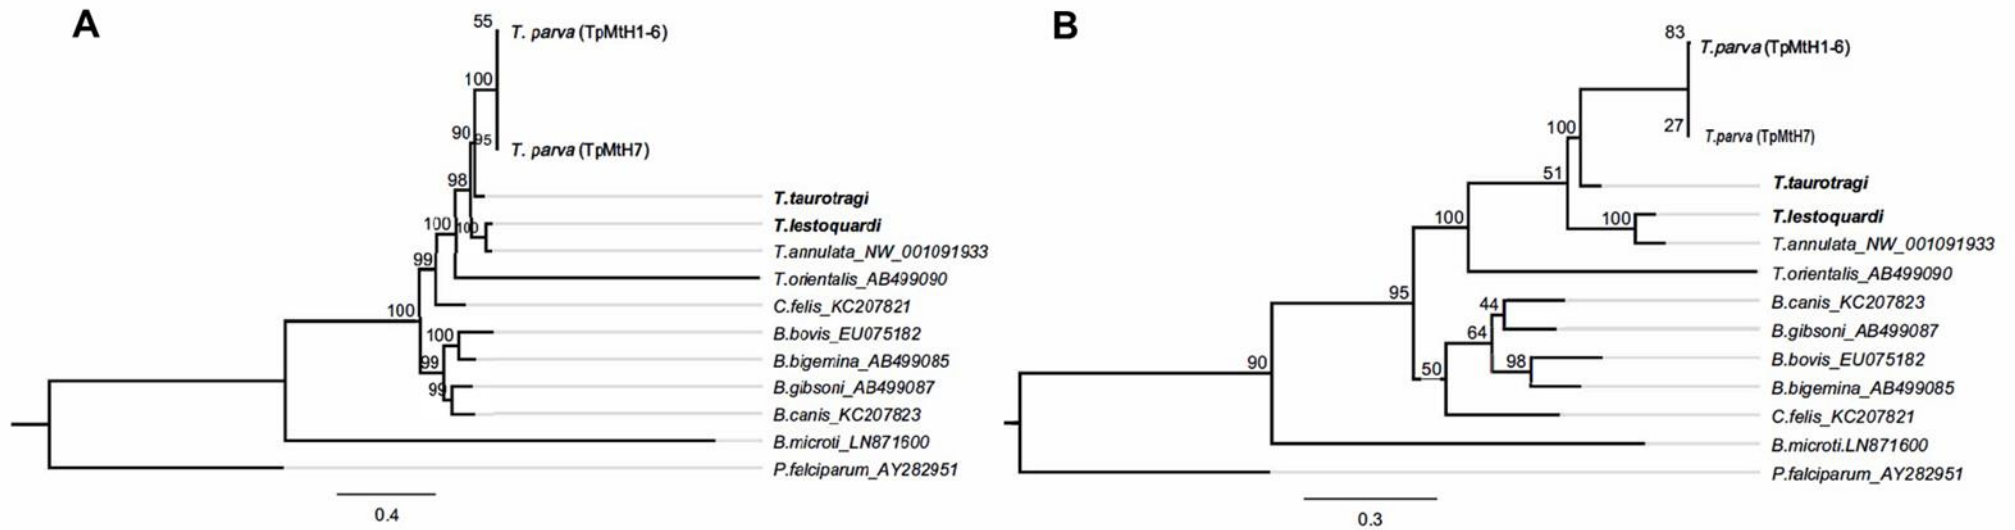 A
55
T. parva (TpMtH1-6)
100
90
95
T. parva (TpMtH7)
98
T.taurotragi
100
100
T.lestoquardi
T.annulata_NW_001091933
99
T.orientalis_AB499090
C.felis_KC207821
100
100
B.bovis_EU075182
99
B.bigemina_AB499085
99
B.gibsoni_AB499087
B.canis_KC207823
B.microti_LN871600
P.felciparum_AY282951
0.4
B
83
T.parva (TpMtH1-6)
100
27
T.parva (TpMtH7)
51
T.taurotragi
100
100
T.lestoquardi
T.annulata_NW_001091933
T.orientalis_AB499090
95
44
B.canis_KC207823
64
B.gibsoni_AB499087
90
50
98
B.bovis_EU075182
B.bigemina_AB499085
C.felis_KC207821
B.microti.LN871600
P.falciparum_AY282951
0.3